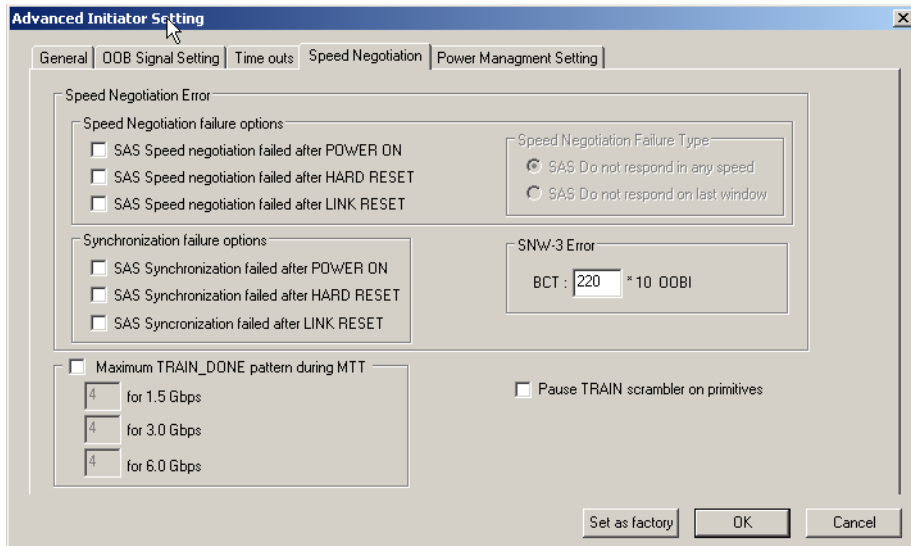 Advanced Initiator Setting
General
OOB Signal Setting
Time outs
Speed Negotiation
Power Managment Setting
Speed Negotiation Error
Speed Negotiation failure options
SAS Speed negotiation failed after POWER ON
SAS Speed negotiation failed after HARD RESET
SAS Speed negotiation failed after LINK RESET
Speed Negotiation Failure Type
SAS Do not respond in any speed
SAS Do not respond on last window
Synchronization failure options
SAS Synchronization failed after POWER ON
SAS Synchronization failed after HARD RESET
SAS Syncronization failed after LINK RESET
SNW-3 Error
BCT : 220 * 10 OOBI
Maximum TRAIN_DONE pattern during MTT
4 for 1.5 Gbps
4 for 3.0 Gbps
4 for 6.0 Gbps
Pause TRAIN scrambler on primitives
Set as factory
OK
Cancel